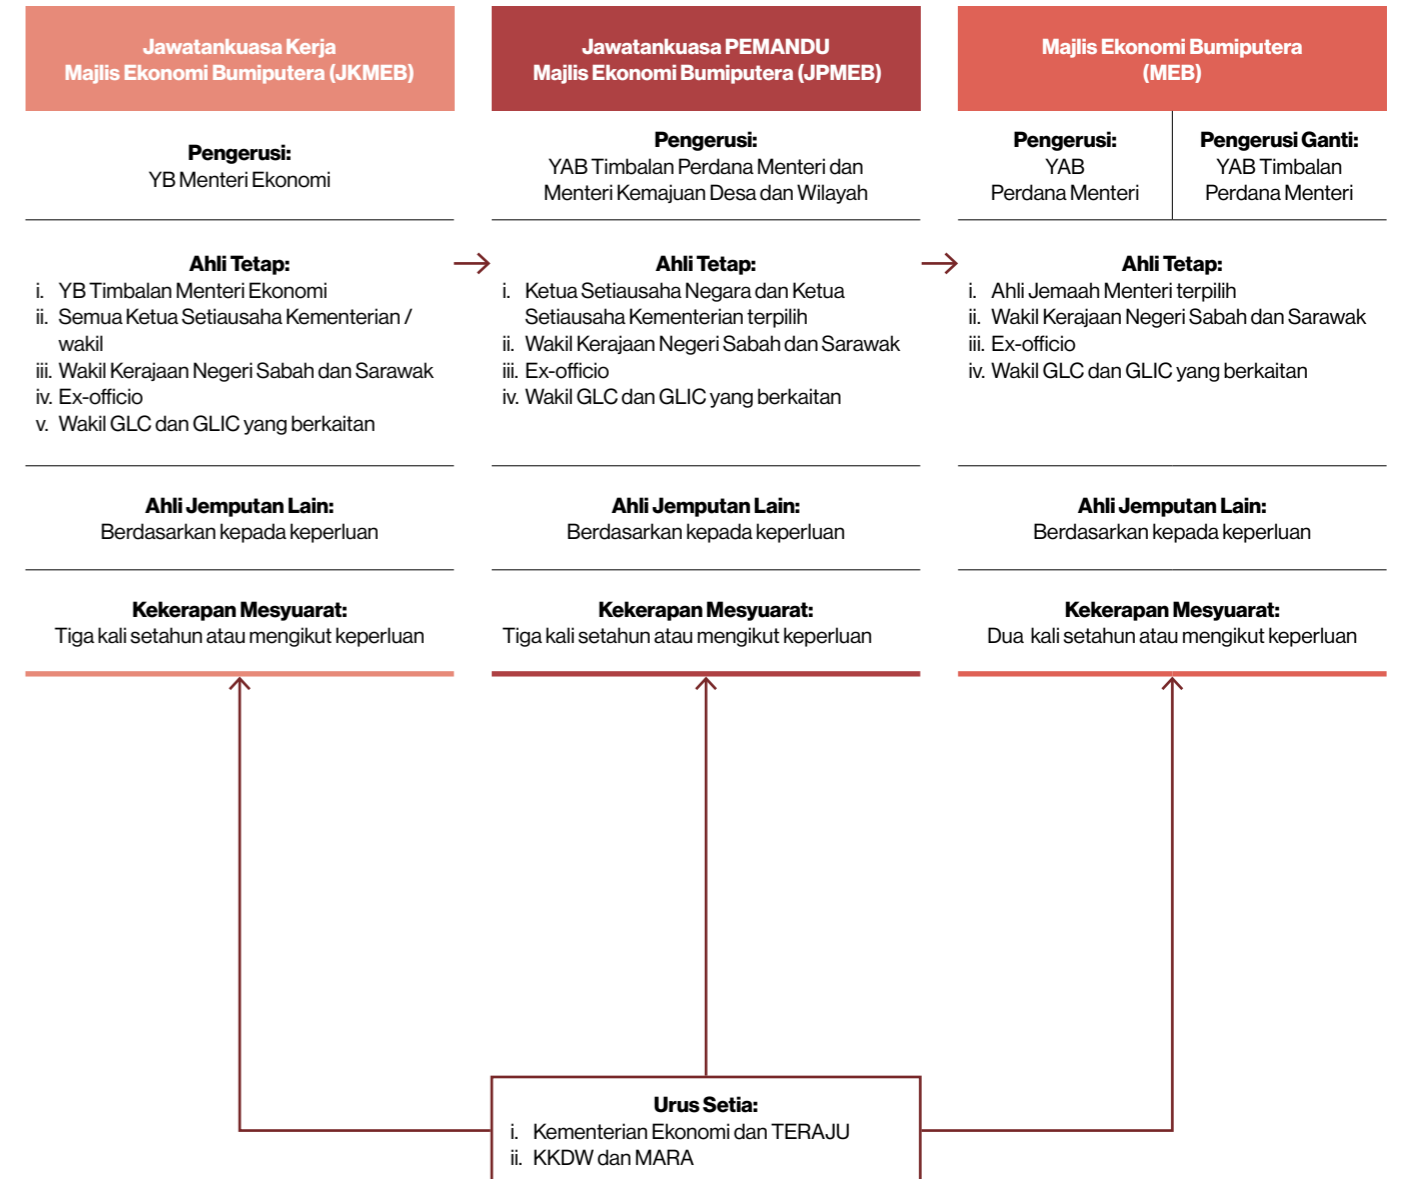 Jawatankuasa Kerja
Majlis Ekonomi Bumiputera (JKMEB)
Pengerusi:
YB Menteri Ekonomi
Ahli Tetap:
i. YB Timbalan Menteri Ekonomi
ii. Semua Ketua Setiausaha Kementerian /
wakil
iii. Wakil Kerajaan Negeri Sabah dan Sarawak
iv. Ex-officio
v. Wakil GLC dan GLIC yang berkaitan
Ahli Jemputan Lain:
Berdasarkan kepada keperluan
Kekerapan Mesyuarat:
Tiga kali setahun atau mengikut keperluan
Jawatankuasa PEMANDU
Majlis Ekonomi Bumiputera (JPMEB)
Pengerusi:
YAB Timbalan Perdana Menteri dan
Menteri Kemajuan Desa dan Wilayah
Ahli Tetap:
i. Ketua Setiausaha Negara dan Ketua
Setiausaha Kementerian terpilih
ii. Wakil Kerajaan Negeri Sabah dan Sarawak
iii. Ex-officio
iv. Wakil GLC dan GLIC yang berkaitan
Ahli Jemputan Lain:
Berdasarkan kepada keperluan
Kekerapan Mesyuarat:
Tiga kali setahun atau mengikut keperluan
Majlis Ekonomi Bumiputera
(MEB)
Pengerusi:
YAB
Perdana Menteri
Pengerusi Ganti:
YAB Timbalan
Perdana Menteri
Ahli Tetap:
i. Ahli Jemaah Menteri terpilih
ii. Wakil Kerajaan Negeri Sabah dan Sarawak
iii. Ex-officio
iv. Wakil GLC dan GLIC yang berkaitan
Ahli Jemputan Lain:
Berdasarkan kepada keperluan
Kekerapan Mesyuarat:
Dua kali setahun atau mengikut keperluan
Urus Setia:
i. Kementerian Ekonomi dan TERAJU
ii. KKDW dan MARA